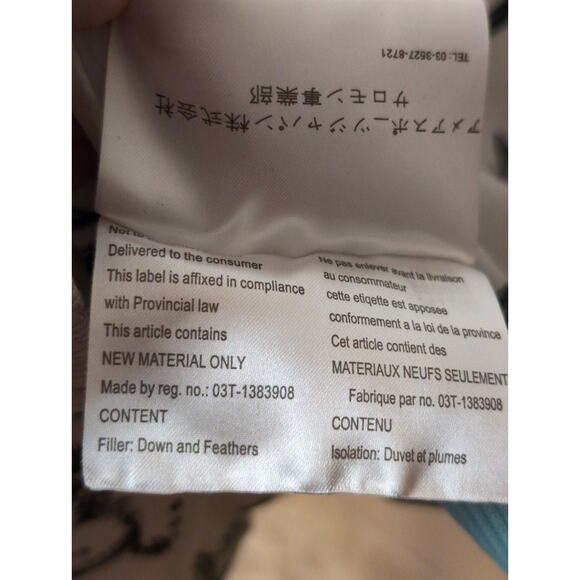 アメアスポーツジャパン株式会社
サロモン事業部
TEL: 03-3527-8721
Not to
Delivered to the consumer
This label is affixed in compliance
with Provincial law
This article contains
NEW MATERIAL ONLY
Made by reg. no.: 03T-1383908
CONTENT
Filler: Down and Feathers
Ne pas enlever avant la livraison
au consommateur
cette etiqette est apposee
conformement a la loi de la province
Cet article contient des
MATERIAUX NEUFS SEULEMENT
Fabrique par no. 03T-1383908
CONTENU
Isolation: Duvet et plumes